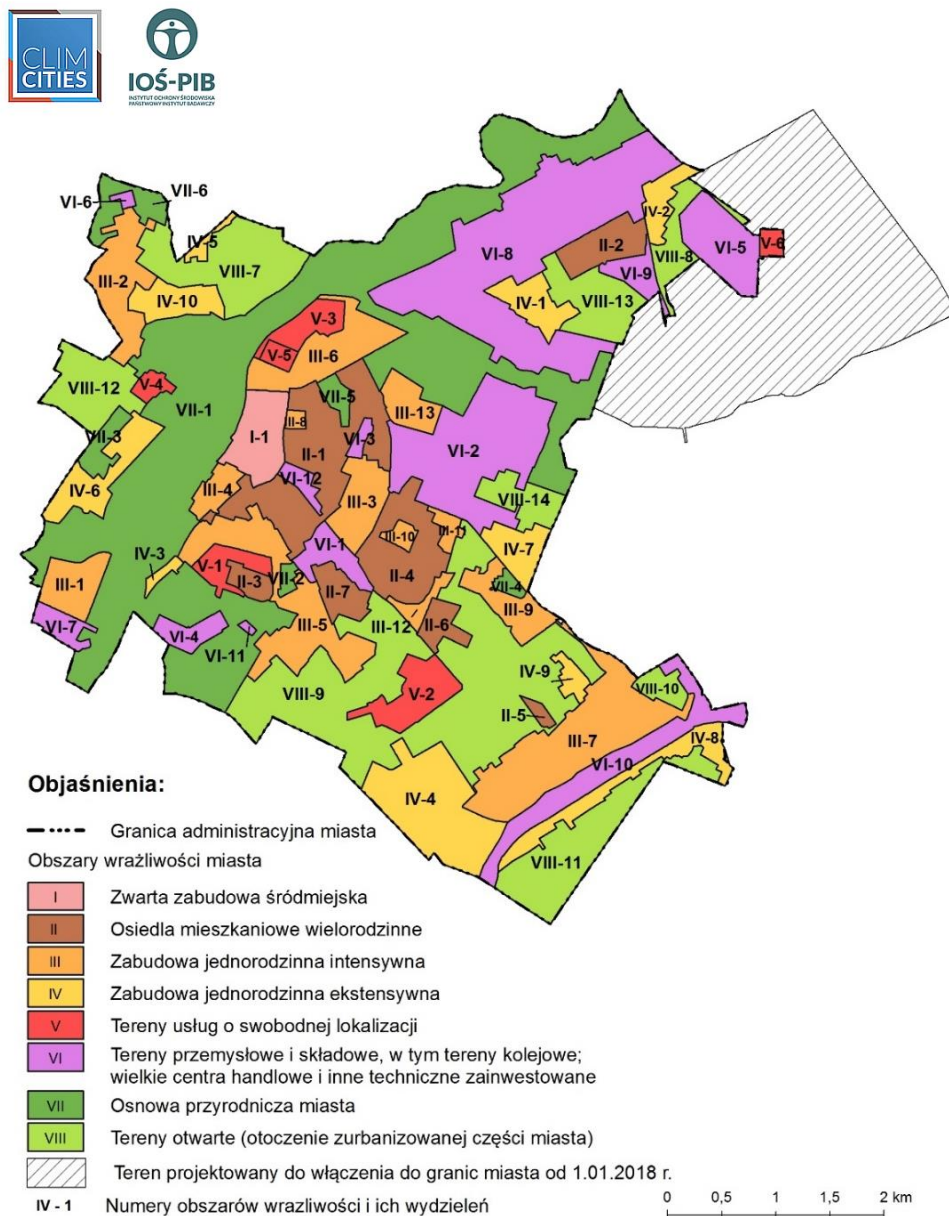 CLIM
CITIES
IOŚ-PIB
INSTYTUT OCHRONY ŚRODOWISKA
PAŃSTWOWY INSTYTUT BADAWCZY
VII-6
VI-6
IV-2
IV-5
II-2
VI-5
V-6
VI-8
VIII-8
VIII-7
III-2
VI-9
IV-10
IV-1
VIII-13
V-3
V-5
III-6
VIII-12
V-4
VII-1
VII-5
III-13
III-8
I-1
VII-3
VI-3
VI-2
II-1
VI-12
IV-6
III-4
III-3
VIII-14
III-11
III-10
VI-1
IV-7
IV-3
V-1
II-3
VII-2
II-4
III-1
II-7
VII-4
III-9
II-6
VI-7
VI-4
VI-11
III-5
III-12
IV-9
VIII-9
V-2
VIII-10
II-5
III-7
IV-8
VI-10
IV-4
VIII-11
Objaśnienia:
Granica administracyjna miasta
Obszary wrażliwości miasta
I Zwarta zabudowa śródmiejska
II Osiedla mieszkaniowe wielorodzinne
III Zabudowa jednorodzinna intensywna
IV Zabudowa jednorodzinna ekstensywna
V Tereny usług o swobodnej lokalizacji
VI Tereny przemysłowe i składowe, w tym tereny kolejowe;
wielkie centra handlowe i inne techniczne zainwestowane
VII Osnowa przyrodnicza miasta
VIII Tereny otwarte (otoczenie zurbanizowanej części miasta)
Teren projektowany do włączenia do granic miasta od 1.01.2018 r.
IV - 1 Numery obszarów wrazliwości i ich wydzieleń
0 0,5 1 1,5 2 km